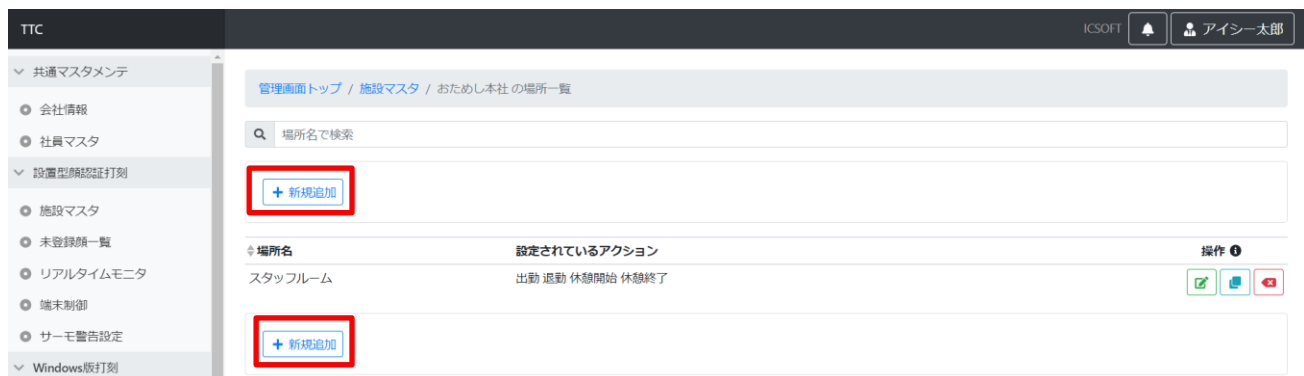 TTC
ICSOFT
アイシー太郎
共通マスタメンテ
会社情報
社員マスタ
設置型顔認証打刻
施設マスタ
未登録顔一覧
リアルタイムモニタ
端末制御
サーモ警告設定
Windows版打刻
管理画面トップ / 施設マスタ / おためし本社 の場所一覧
場所名で検索
+ 新規追加
場所名 設定されているアクション 操作
スタッフルーム 出勤 退勤 休憩開始 休憩終了
+ 新規追加